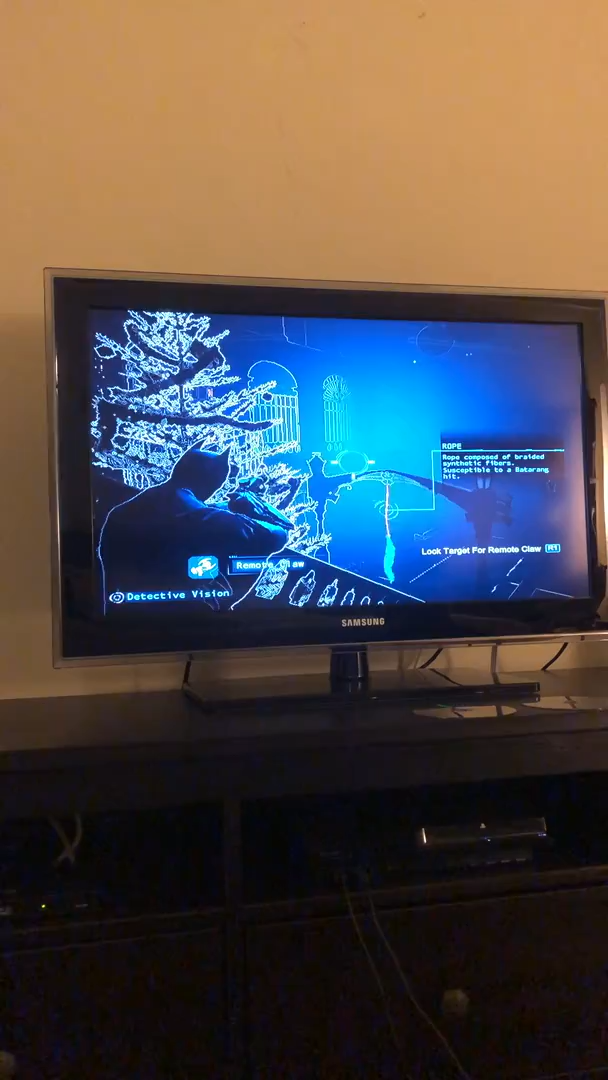 ROPE
Rope composed of braided
synthetic fibers.
Susceptible to a Batarang
hit.
Lock Target For Remote Claw R1
Remote Claw
Detective Vision
SAMSUNG